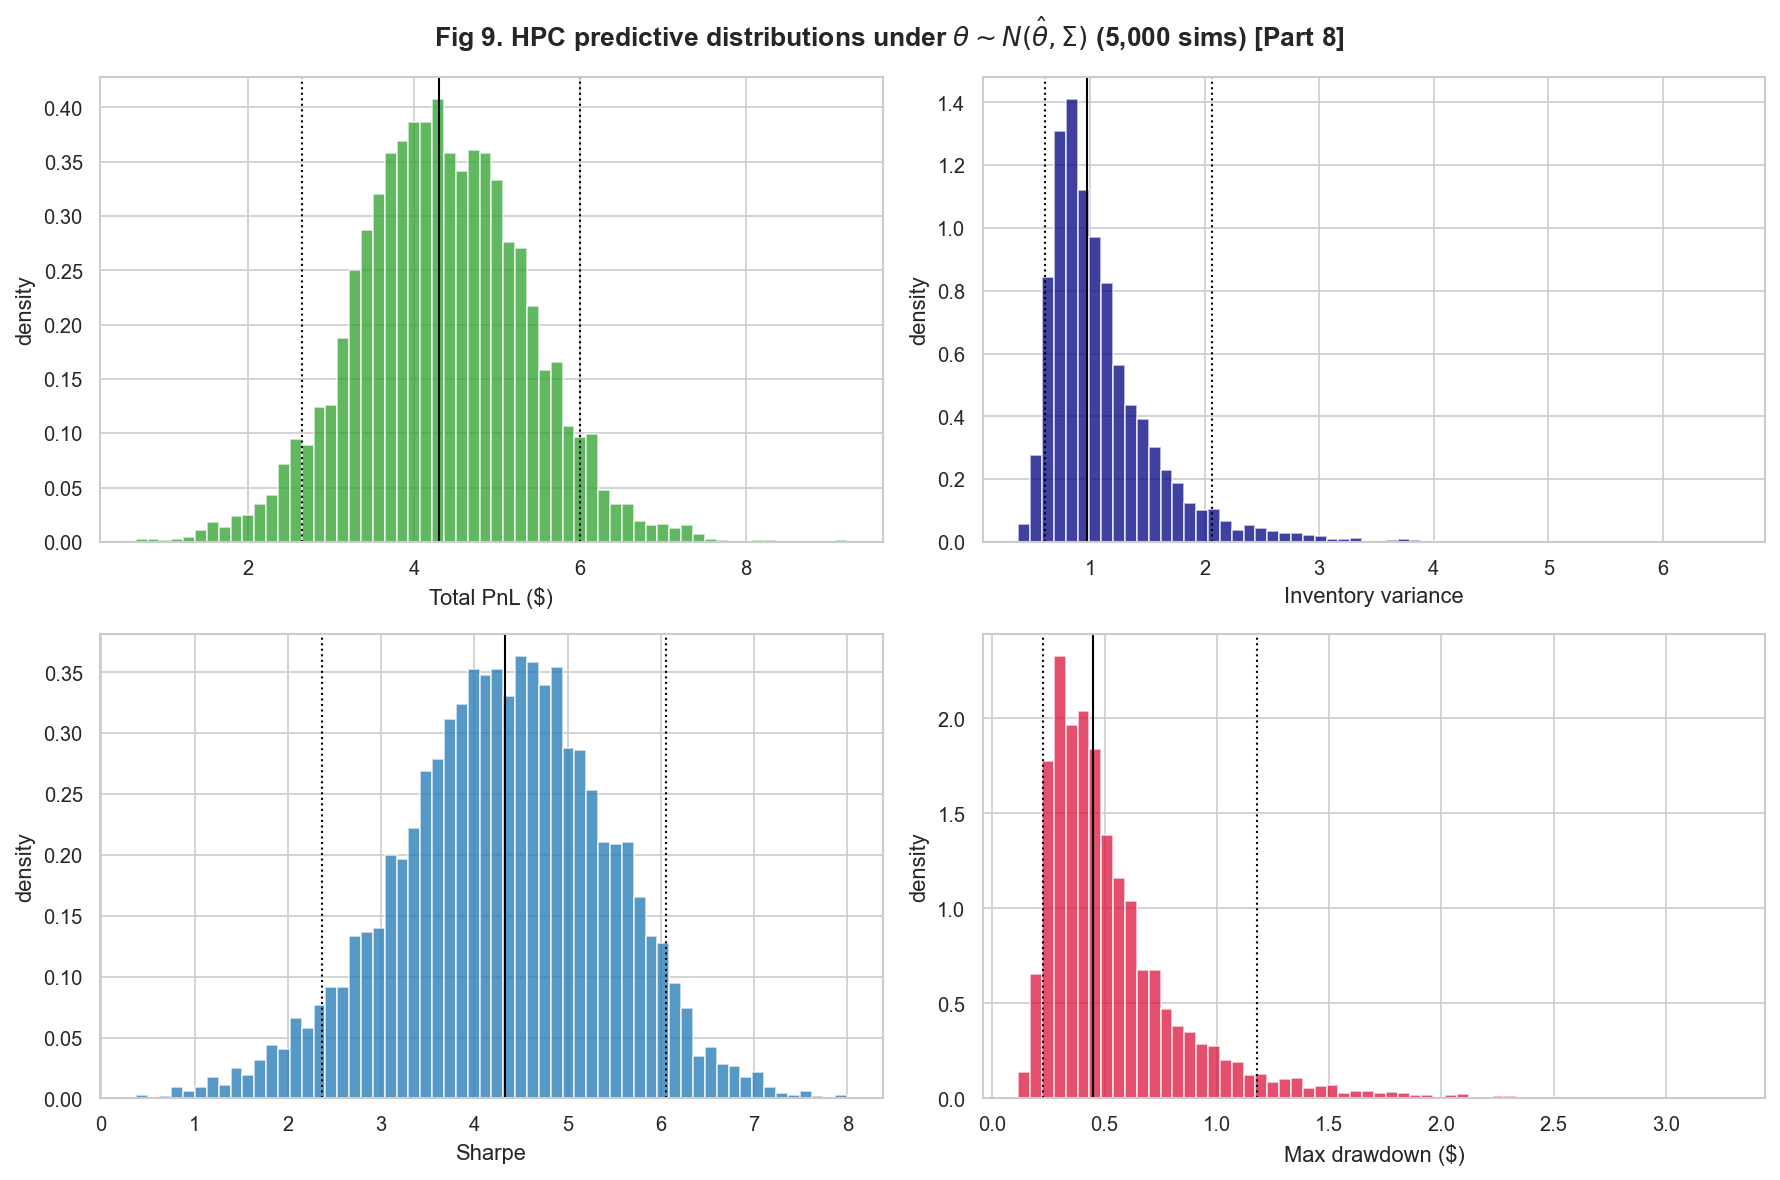 Fig 9. HPC predictive distributions under $\theta \sim N(\hat{\theta}, \Sigma)$ (5,000 sims) [Part 8]
0.40
0.35
0.30
0.25
0.20
0.15
0.10
0.05
0.00
density
2 4 6 8
Total PnL ($)
1.4
1.2
1.0
0.8
0.6
0.4
0.2
0.0
density
1 2 3 4 5 6
Inventory variance
0.35
0.30
0.25
0.20
0.15
0.10
0.05
0.00
density
0 1 2 3 4 5 6 7 8
Sharpe
2.0
1.5
1.0
0.5
0.0
density
0.0 0.5 1.0 1.5 2.0 2.5 3.0
Max drawdown ($)